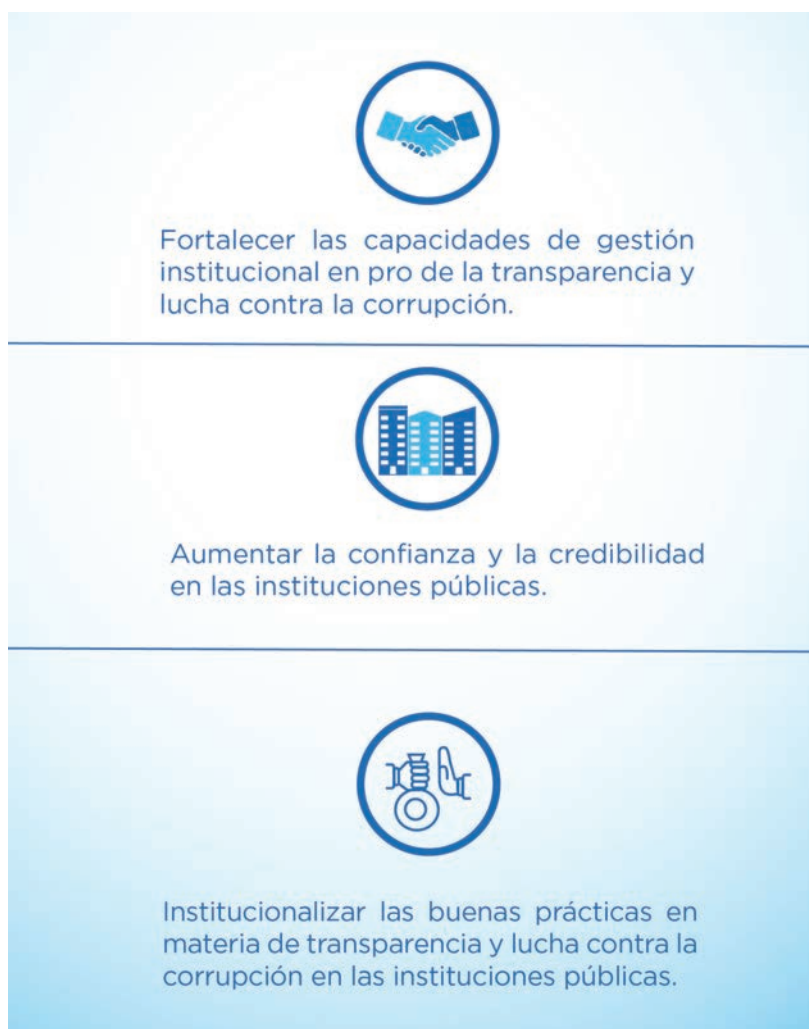 Fortalecer las capacidades de gestión
institucional en pro de la transparencia y
lucha contra la corrupción.
Aumentar la confianza y la credibilidad
en las instituciones públicas.
Institucionalizar las buenas prácticas en
materia de transparencia y lucha contra la
corrupción en las instituciones públicas.